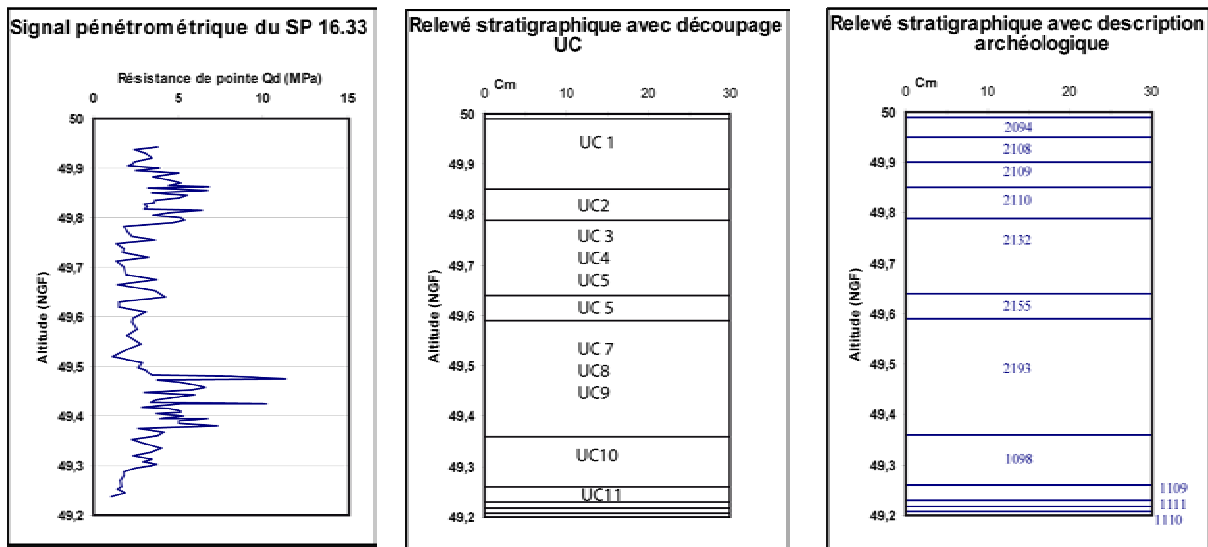 Signal pénétrométrique du SP 16.33
Résistance de pointe Qd (MPa)
0 5 10 15
Altitude (NGF)
50
49,9
49,8
49,7
49,6
49,5
49,4
49,3
49,2
Relevé stratigraphique avec découpage
UC
Cm
0 10 20 30
Altitude (NGF)
50
49,9
49,8
49,7
49,6
49,5
49,4
49,3
49,2
UC 1
UC2
UC 3
UC4
UC5
UC 5
UC 7
UC8
UC9
UC10
UC11
Relevé stratigraphique avec description
archéologique
Cm
0 10 20 30
Altitude (NGF)
50
49,9
49,8
49,7
49,6
49,5
49,4
49,3
49,2
2094
2108
2109
2110
2132
2155
2193
1098
1109
1111
1110